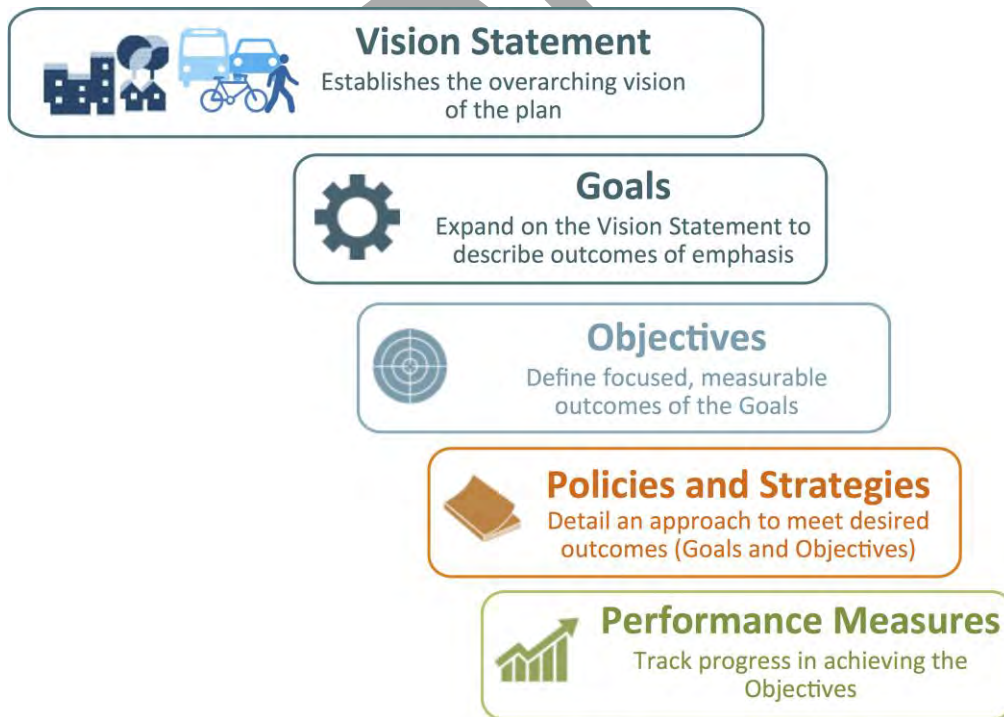 Vision Statement
Establishes the overarching vision
of the plan
Goals
Expand on the Vision Statement to
describe outcomes of emphasis
Objectives
Define focused, measurable
outcomes of the Goals
Policies and Strategies
Detail an approach to meet desired
outcomes (Goals and Objectives)
Performance Measures
Track progress in achieving the
Objectives